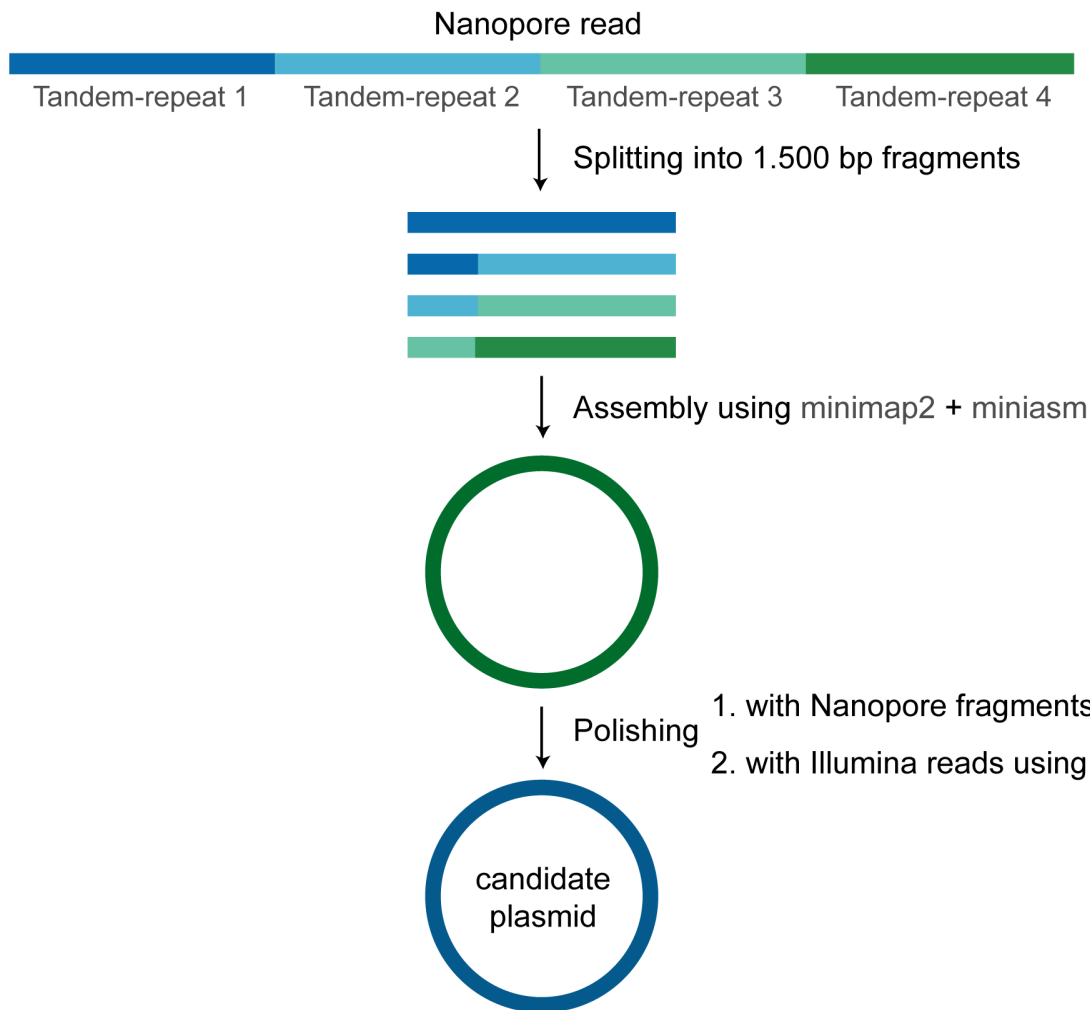 Nanopore read
Tandem-repeat 1 Tandem-repeat 2 Tandem-repeat 3 Tandem-repeat 4
Splitting into 1.500 bp fragments
Assembly using minimap2 + miniasm
Polishing
1. with Nanopore fragments
2. with Illumina reads using
candidate
plasmid